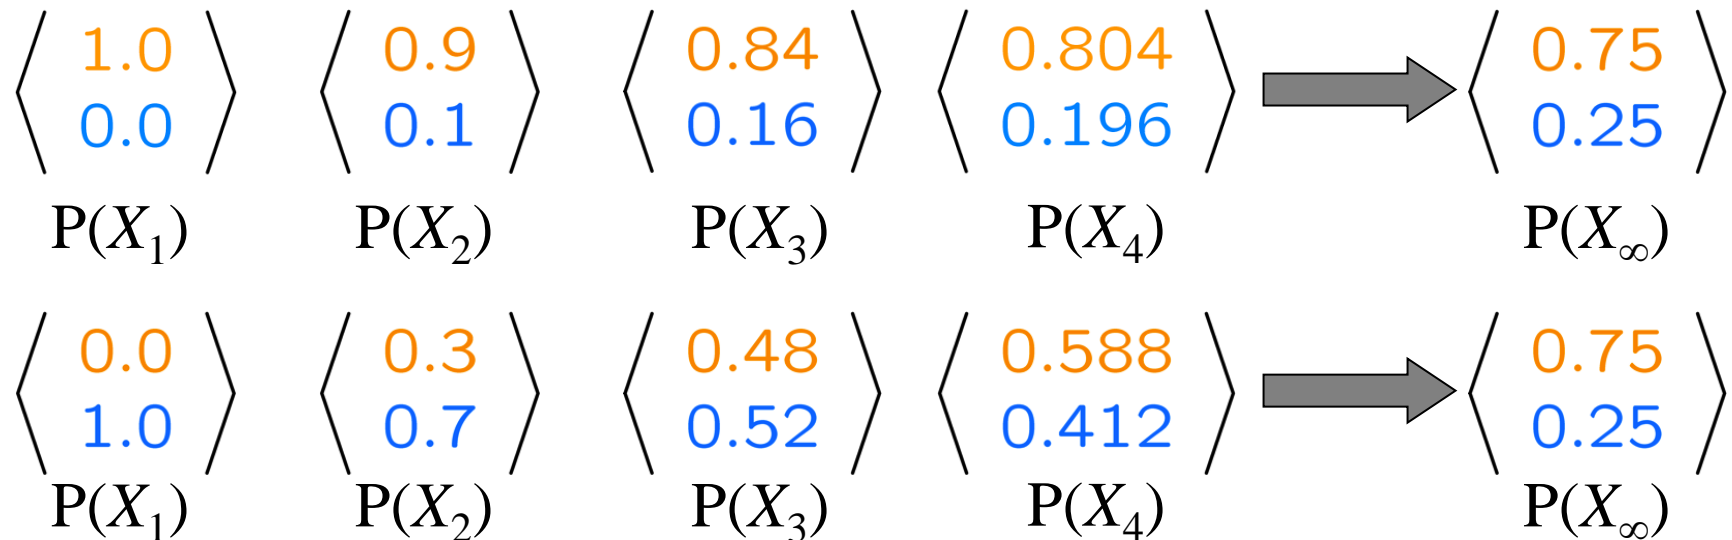 1.0 0.9 0.84 0.804 0.75
0.0 0.1 0.16 0.196 0.25
P(X₁) P(X₂) P(X₃) P(X₄) P(X∞)
0.0 0.3 0.48 0.588 0.75
1.0 0.7 0.52 0.412 0.25
P(X₁) P(X₂) P(X₃) P(X₄) P(X∞)